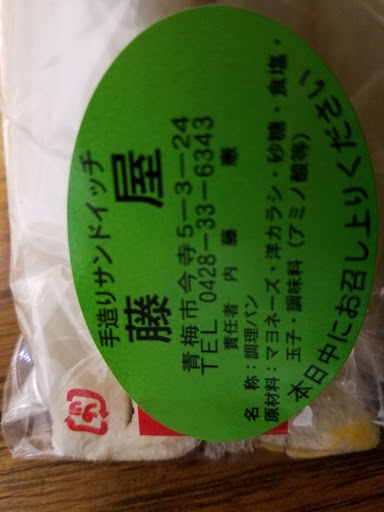 手造りサンドイッチ
藤屋
青梅市今寺5-3-24
TEL 0428-33-6343
責任者 内藤 憲
名 称:調理パン
原材料:マヨネーズ・洋カラシ・砂糖・食塩・
玉子・調味料(アミノ酸等)
本日中にお召し上りください
プラ